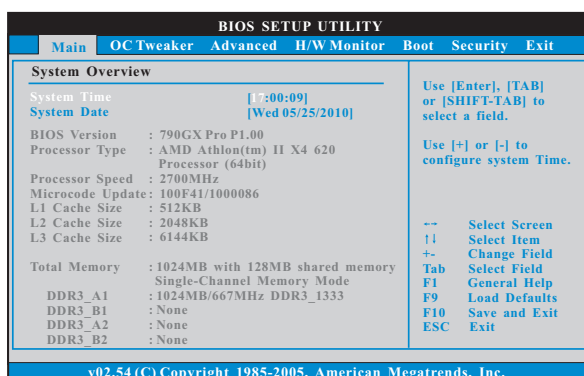 BIOS SETUP UTILITY
Main OC Tweaker Advanced H/W Monitor Boot Security Exit
System Overview
System Time [17:00:09]
System Date [Wed 05/25/2010]
BIOS Version : 790GX Pro P1.00
Processor Type : AMD Athlon(tm) II X4 620
Processor (64bit)
Processor Speed : 2700MHz
Microcode Update : 100F41/1000086
L1 Cache Size : 512KB
L2 Cache Size : 2048KB
L3 Cache Size : 6144KB
Total Memory : 1024MB with 128MB shared memory
Single-Channel Memory Mode
DDR3_A1 : 1024MB/667MHz DDR3_1333
DDR3_B1 : None
DDR3_A2 : None
DDR3_B2 : None
Use [Enter], [TAB]
or [SHIFT-TAB] to
select a field.
Use [+] or [-] to
configure system Time.
←→ Select Screen
↑↓ Select Item
+- Change Field
Tab Select Field
F1 General Help
F9 Load Defaults
F10 Save and Exit
ESC Exit
v02.54 (C) Copyright 1985-2005, American Megatrends, Inc.